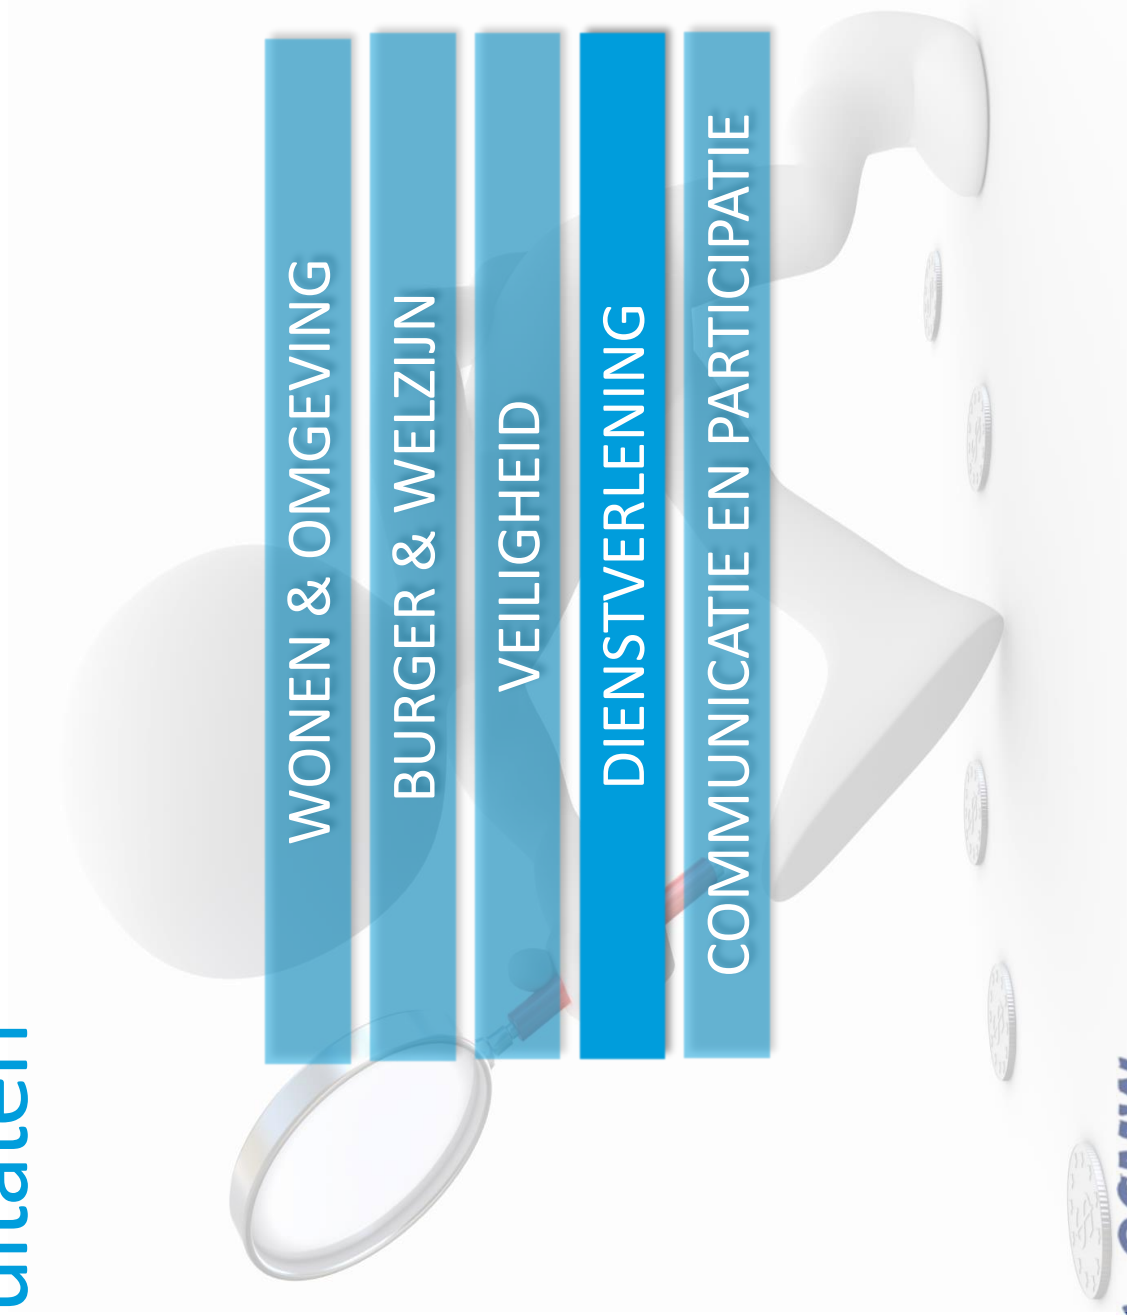 WONEN & OMGEVING
BURGER & WELZIJN
VEILIGHEID
DIENSTVERLENING
COMMUNICATIE EN PARTICIPATIE